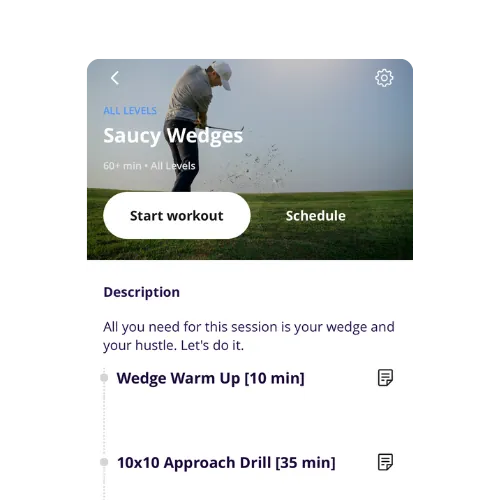 ALL LEVELS
Saucy Wedges
60+ min • All Levels
Start workout
Schedule
Description
All you need for this session is your wedge and
your hustle. Let's do it.
Wedge Warm Up [10 min]
10x10 Approach Drill [35 min]